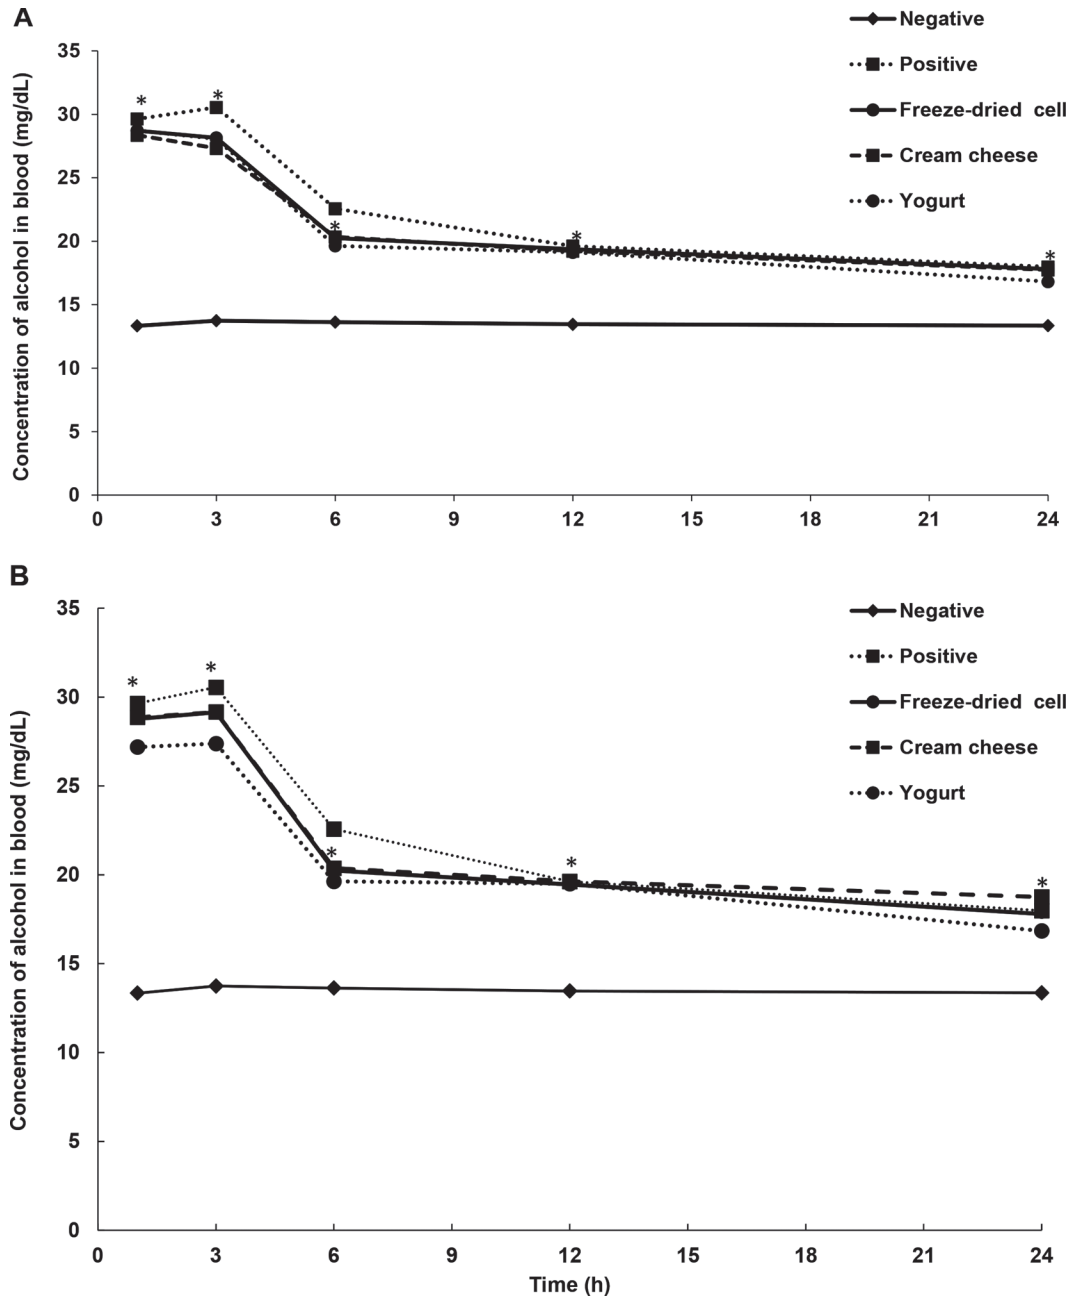 A
Negative
Positive
Freeze-dried cell
Cream cheese
Yogurt
Concentration of alcohol in blood (mg/dL)
35
30
25
20
15
10
5
0
* * * * *
0 3 6 9 12 15 18 21 24
B
Negative
Positive
Freeze-dried cell
Cream cheese
Yogurt
Concentration of alcohol in blood (mg/dL)
35
30
25
20
15
10
5
0
* * * * *
0 3 6 9 12 15 18 21 24
Time (h)